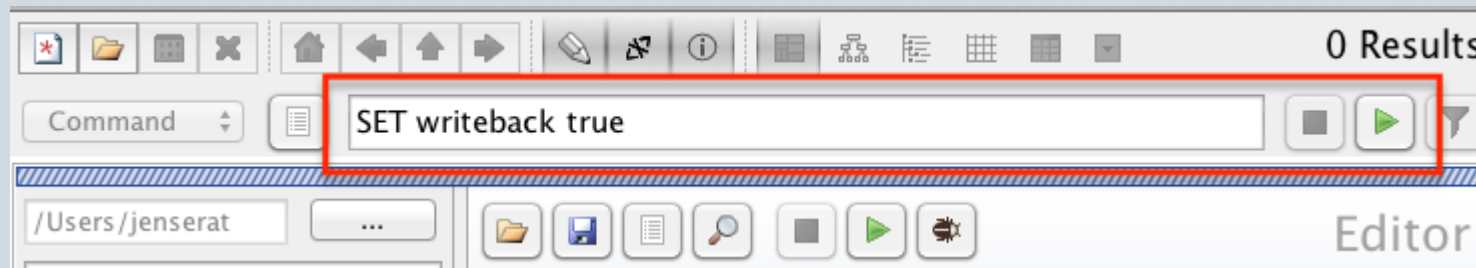 0 Results
Command
SET writeback true
/Users/jenserat
...
Editor